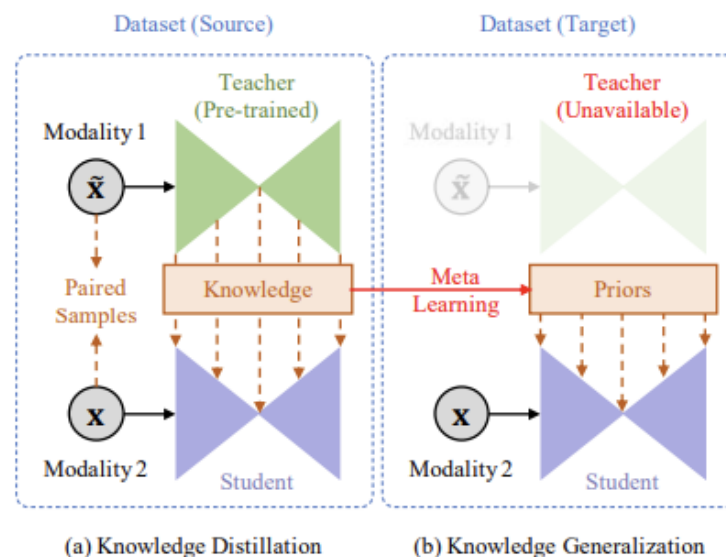 Dataset (Source)
Teacher
(Pre-trained)
Modality 1
x̃
Paired
Samples
Knowledge
x
Modality 2
Student
(a) Knowledge Distillation
Dataset (Target)
Teacher
(Unavailable)
Modality 1
x̃
Meta
Learning
Priors
x
Modality 2
Student
(b) Knowledge Generalization